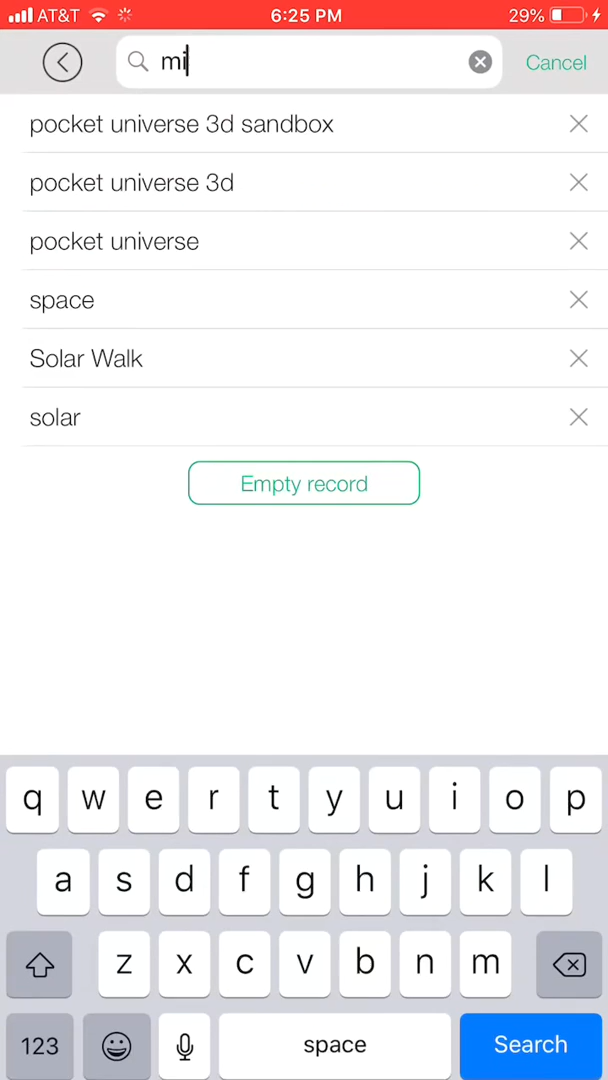 AT&T 6:25 PM 29%
mi Cancel
pocket universe 3d sandbox
pocket universe 3d
pocket universe
space
Solar Walk
solar
Empty record
q w e r t y u i o p
a s d f g h j k l
z x c v b n m
123 space Search